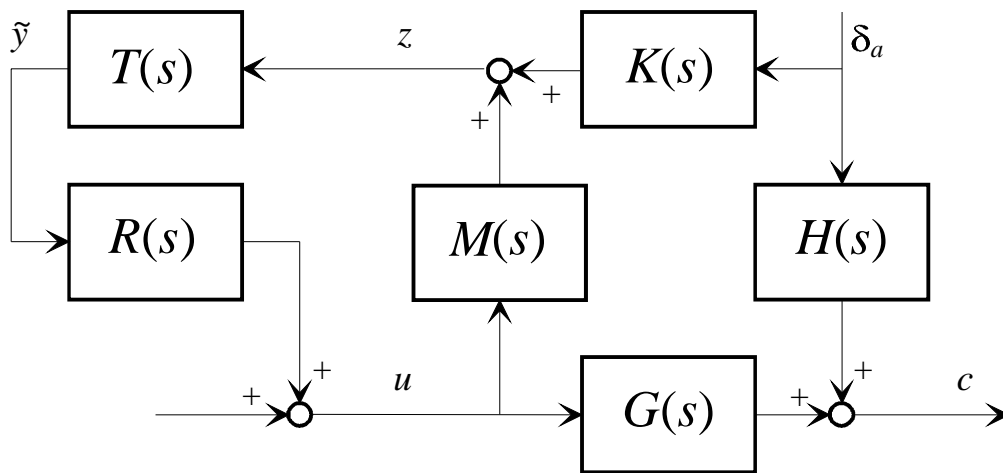 ỹ
T(s)
z
+
K(s)
δₐ
+
R(s)
M(s)
H(s)
+
+
u
G(s)
+
+
c